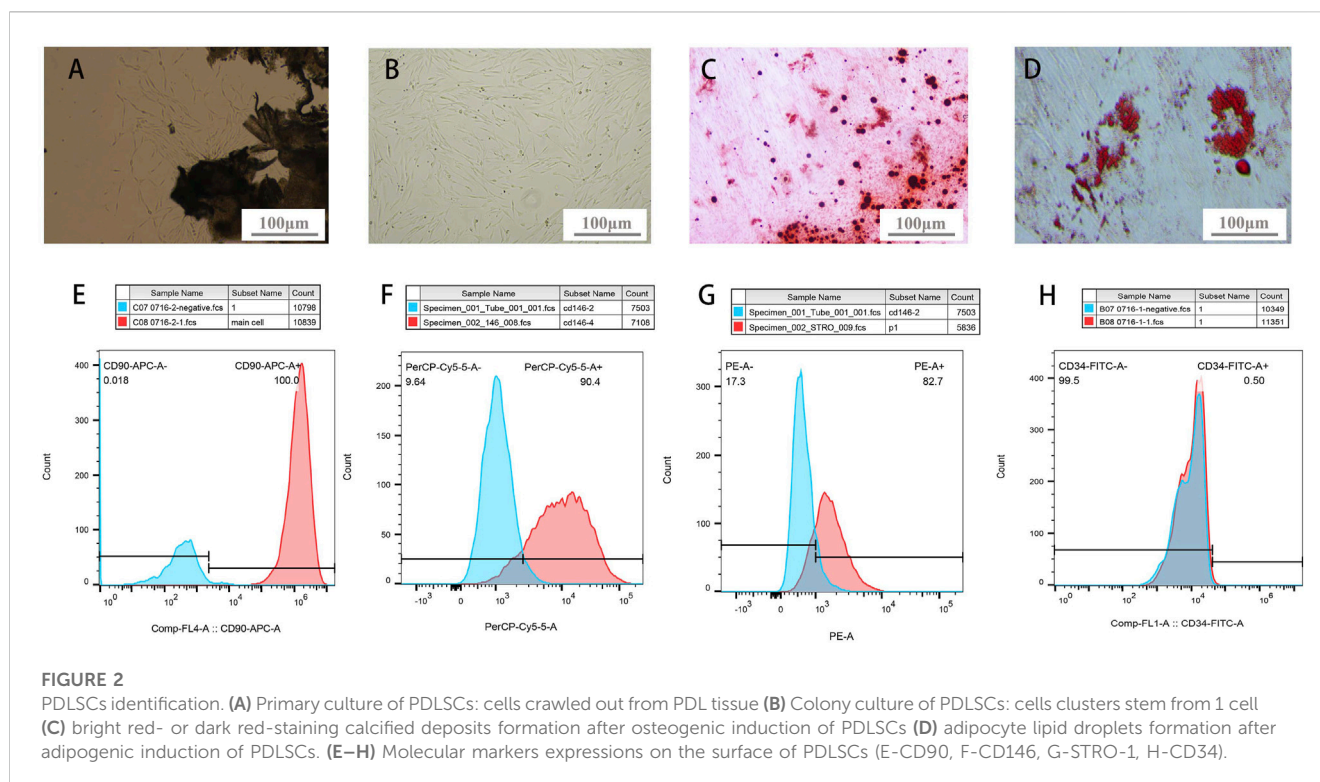 A
B
C
D
100μm
100μm
100μm
100μm
E
Sample Name Subset Name Count
C07 0716-2-negative.fcs 1 10798
C08 0716-2-1.fcs main cell 10839
CD90-APC-A- CD90-APC-A+
0.018 100.0
400
300
200
100
0
Count
10^0 10^2 10^4 10^6
Comp-FL4-A :: CD90-APC-A
F
Sample Name Subset Name Count
Specimen_001_Tube_001_001.fcs cd146-2 7503
Specimen_002_146_008.fcs cd146-4 7108
PerCP-Cy5-5-A- PerCP-Cy5-5-A+
9.64 90.4
200
150
100
50
0
Count
-10^3 0 10^3 10^4 10^5
PerCP-Cy5-5-A
G
Sample Name Subset Name Count
Specimen_001_Tube_001_001.fcs cd146-2 7503
Specimen_002_STRO_009.fcs p1 5836
PE-A- PE-A+
17.3 82.7
300
200
100
0
Count
-10^3 0 10^3 10^4 10^5
PE-A
H
Sample Name Subset Name Count
B07 0716-1-negative.fcs 1 10349
B08 0716-1-1.fcs 1 11351
CD34-FITC-A- CD34-FITC-A+
99.5 0.50
400
300
200
100
0
Count
10^0 10^2 10^4 10^6
Comp-FL1-A :: CD34-FITC-A
FIGURE 2
PDLSCs identification. (A) Primary culture of PDLSCs: cells crawled out from PDL tissue (B) Colony culture of PDLSCs: cells clusters stem from 1 cell
(C) bright red- or dark red-staining calcified deposits formation after osteogenic induction of PDLSCs (D) adipocyte lipid droplets formation after
adipogenic induction of PDLSCs. (E–H) Molecular markers expressions on the surface of PDLSCs (E-CD90, F-CD146, G-STRO-1, H-CD34).